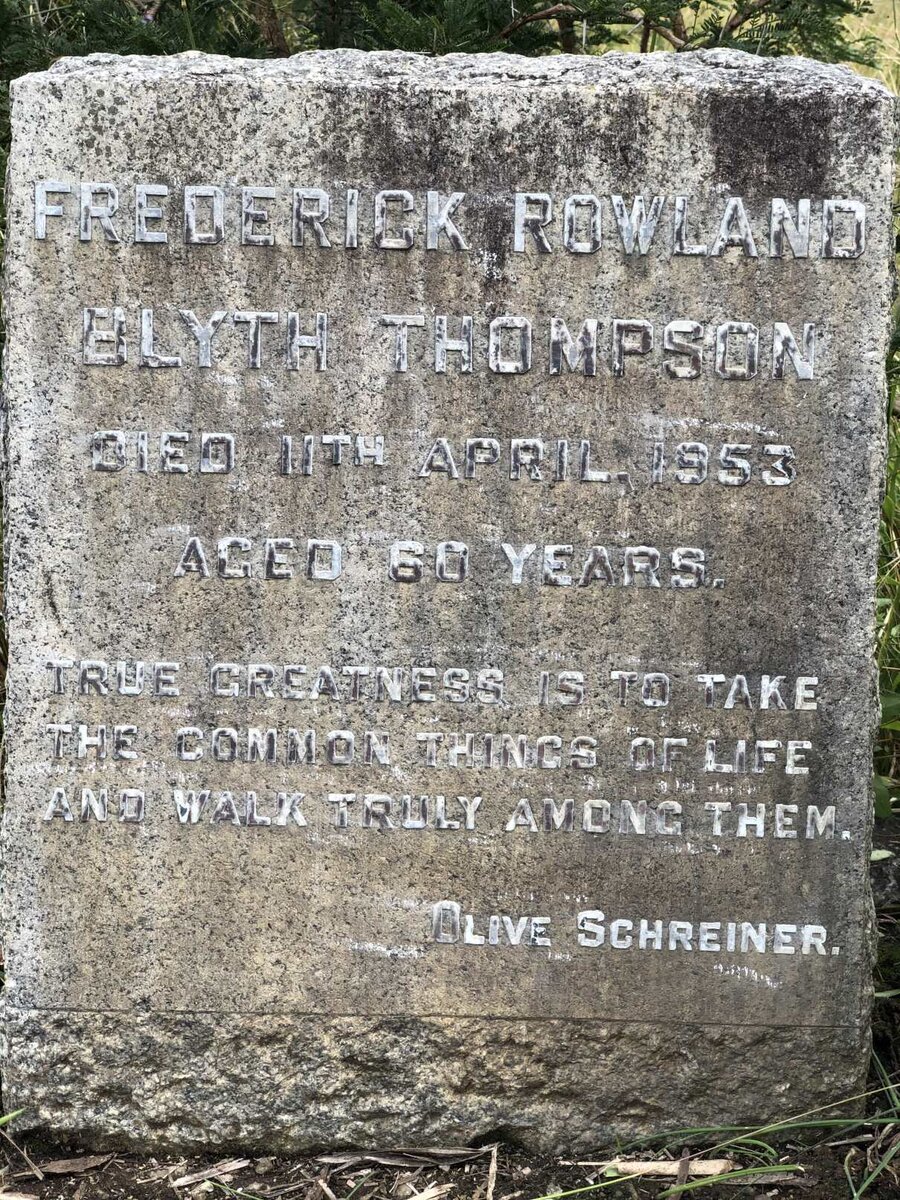 FREDERICK ROWLAND
BLYTH THOMPSON
DIED 11TH APRIL, 1953
AGED 60 YEARS.
TRUE GREATNESS IS TO TAKE
THE COMMON THINGS OF LIFE
AND WALK TRULY AMONG THEM.
OLIVE SCHREINER.